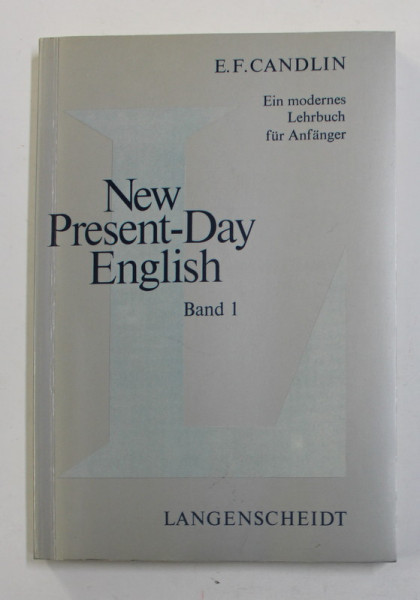 E.F. CANDLIN
Ein modernes
Lehrbuch
für Anfänger
New
Present-Day
English
Band 1
LANGENSCHEIDT